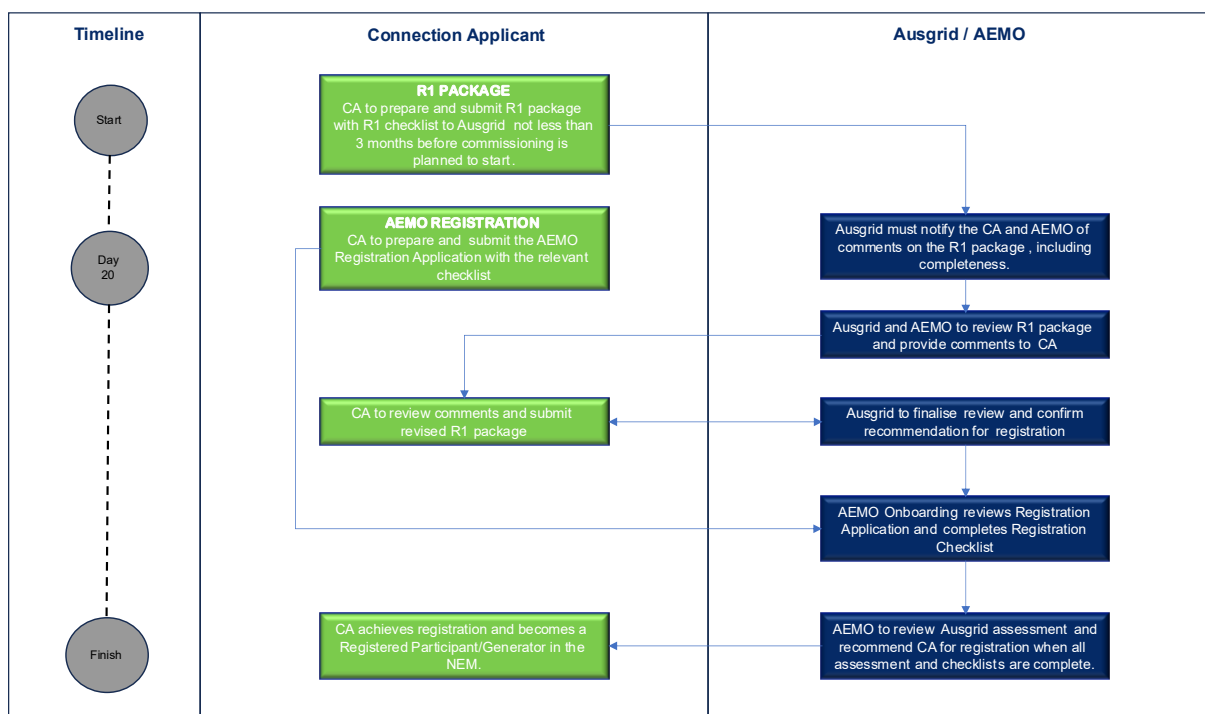 Timeline
Connection Applicant
Ausgrid / AEMO
Start
R1 PACKAGE
CA to prepare and submit R1 package
with R1 checklist to Ausgrid not less than
3 months before commissioning is
planned to start.
AEMO REGISTRATION
CA to prepare and submit the AEMO
Registration Application with the relevant
checklist
Ausgrid must notify the CA and AEMO of
comments on the R1 package , including
completeness.
Day
20
Ausgrid and AEMO to review R1 package
and provide comments to CA
CA to review comments and submit
revised R1 package
Ausgrid to finalise review and confirm
recommendation for registration
AEMO Onboarding reviews Registration
Application and completes Registration
Checklist
Finish
CA achieves registration and becomes a
Registered Participant/Generator in the
NEM.
AEMO to review Ausgrid assessment and
recommend CA for registration when all
assessment and checklists are complete.